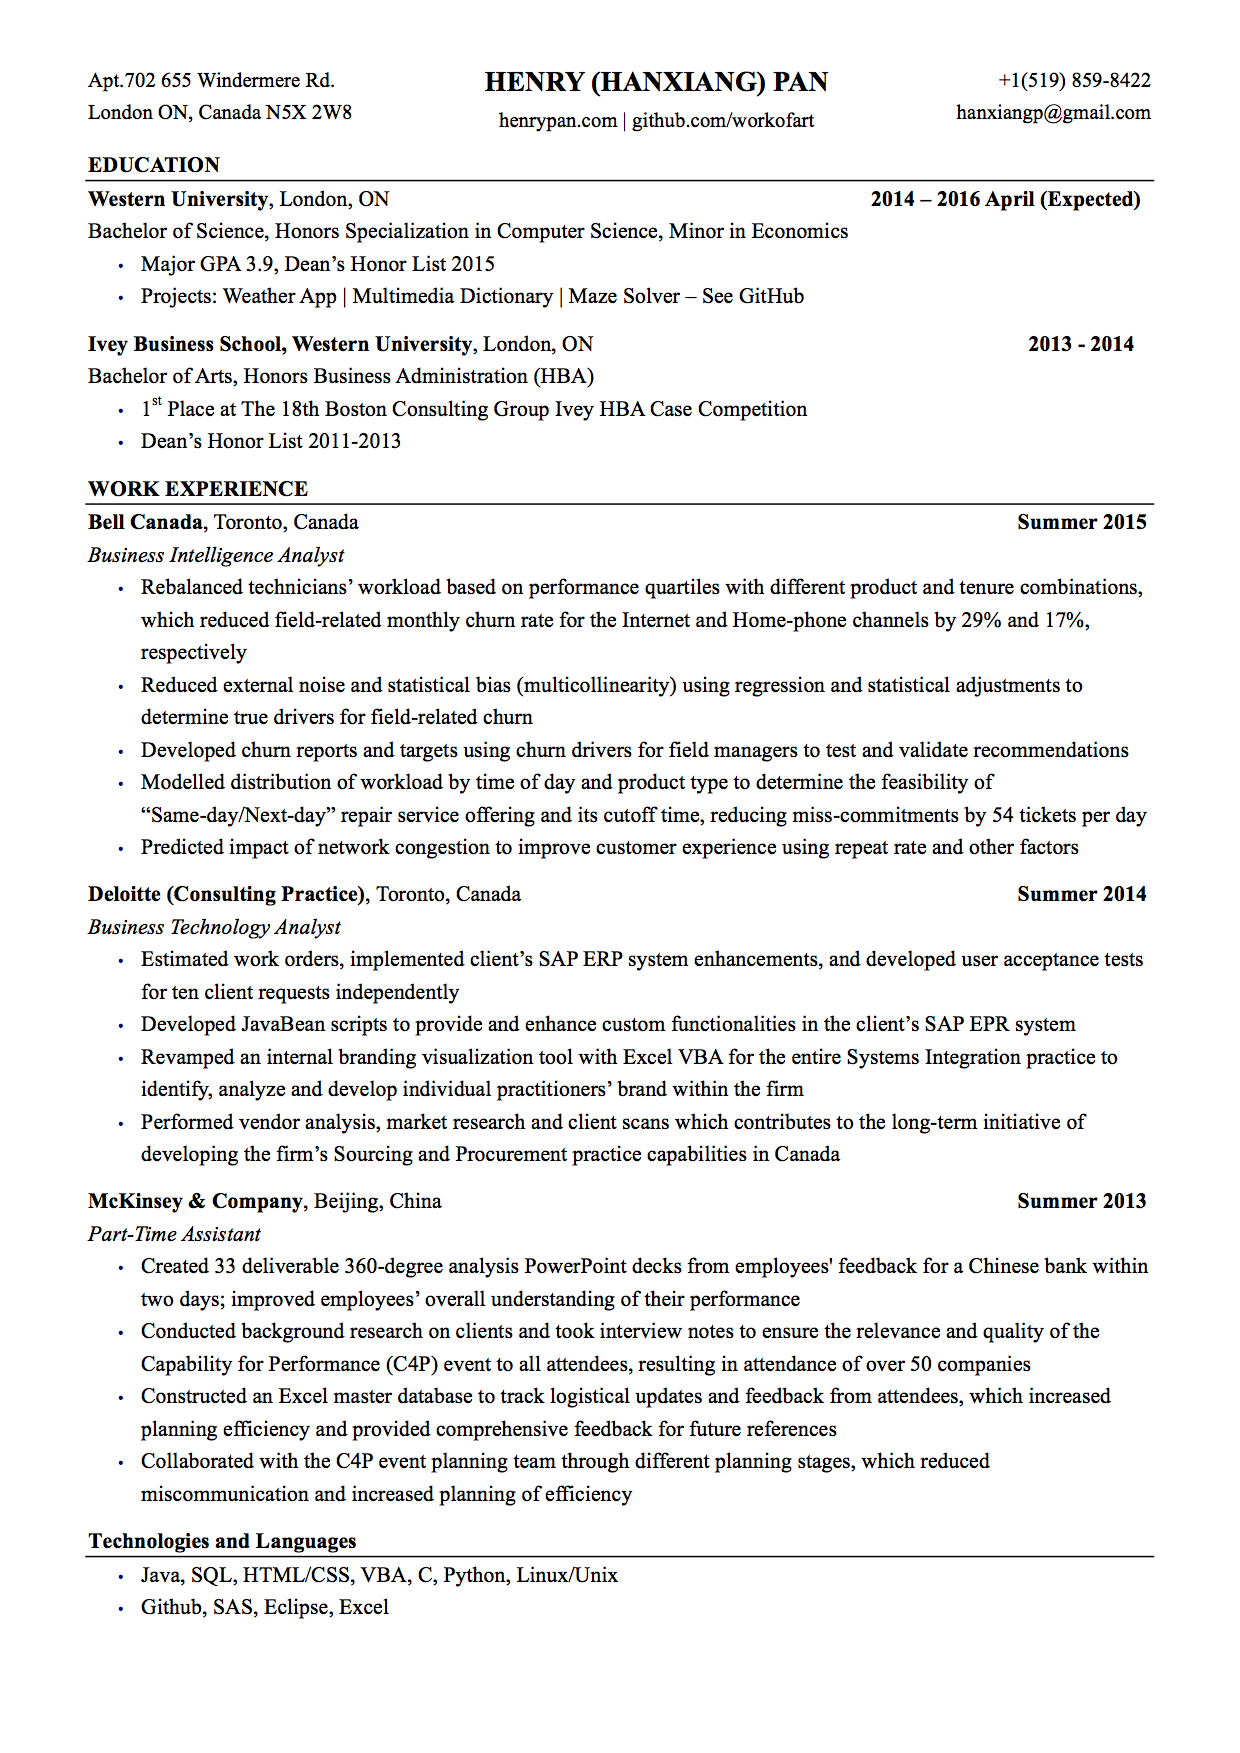 Apt.702 655 Windermere Rd.
London ON, Canada N5X 2W8
HENRY (HANXIANG) PAN
henrypan.com | github.com/workofart
+1(519) 859-8422
hanxiangp@gmail.com
EDUCATION
Western University, London, ON 2014 – 2016 April (Expected)
Bachelor of Science, Honors Specialization in Computer Science, Minor in Economics
• Major GPA 3.9, Dean’s Honor List 2015
• Projects: Weather App | Multimedia Dictionary | Maze Solver – See GitHub
Ivey Business School, Western University, London, ON 2013 - 2014
Bachelor of Arts, Honors Business Administration (HBA)
• 1st Place at The 18th Boston Consulting Group Ivey HBA Case Competition
• Dean’s Honor List 2011-2013
WORK EXPERIENCE
Bell Canada, Toronto, Canada Summer 2015
Business Intelligence Analyst
• Rebalanced technicians’ workload based on performance quartiles with different product and tenure combinations,
which reduced field-related monthly churn rate for the Internet and Home-phone channels by 29% and 17%,
respectively
• Reduced external noise and statistical bias (multicollinearity) using regression and statistical adjustments to
determine true drivers for field-related churn
• Developed churn reports and targets using churn drivers for field managers to test and validate recommendations
• Modelled distribution of workload by time of day and product type to determine the feasibility of
“Same-day/Next-day” repair service offering and its cutoff time, reducing miss-commitments by 54 tickets per day
• Predicted impact of network congestion to improve customer experience using repeat rate and other factors
Deloitte (Consulting Practice), Toronto, Canada Summer 2014
Business Technology Analyst
• Estimated work orders, implemented client’s SAP ERP system enhancements, and developed user acceptance tests
for ten client requests independently
• Developed JavaBean scripts to provide and enhance custom functionalities in the client’s SAP EPR system
• Revamped an internal branding visualization tool with Excel VBA for the entire Systems Integration practice to
identify, analyze and develop individual practitioners’ brand within the firm
• Performed vendor analysis, market research and client scans which contributes to the long-term initiative of
developing the firm’s Sourcing and Procurement practice capabilities in Canada
McKinsey & Company, Beijing, China Summer 2013
Part-Time Assistant
• Created 33 deliverable 360-degree analysis PowerPoint decks from employees' feedback for a Chinese bank within
two days; improved employees’ overall understanding of their performance
• Conducted background research on clients and took interview notes to ensure the relevance and quality of the
Capability for Performance (C4P) event to all attendees, resulting in attendance of over 50 companies
• Constructed an Excel master database to track logistical updates and feedback from attendees, which increased
planning efficiency and provided comprehensive feedback for future references
• Collaborated with the C4P event planning team through different planning stages, which reduced
miscommunication and increased planning of efficiency
Technologies and Languages
• Java, SQL, HTML/CSS, VBA, C, Python, Linux/Unix
• Github, SAS, Eclipse, Excel